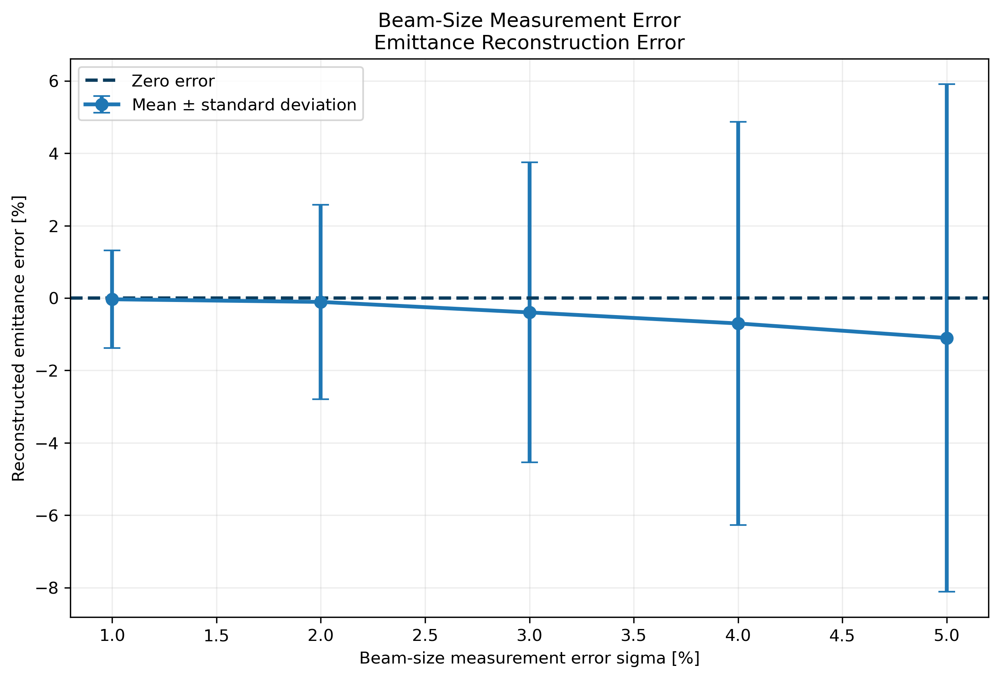 Beam-Size Measurement Error
Emittance Reconstruction Error
Zero error
Mean ± standard deviation
Reconstructed emittance error [%]
6
4
2
0
−2
−4
−6
−8
1.0 1.5 2.0 2.5 3.0 3.5 4.0 4.5 5.0
Beam-size measurement error sigma [%]